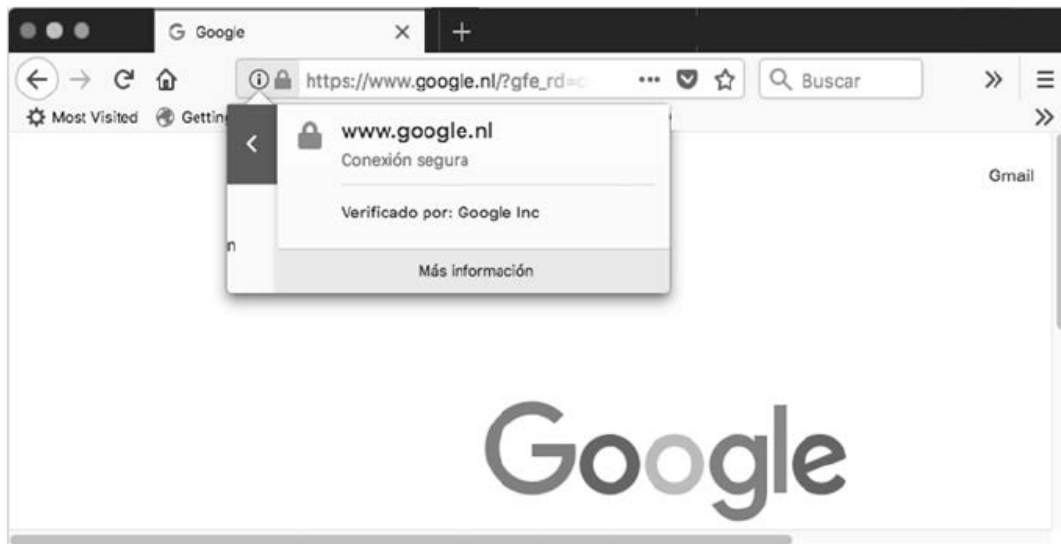 Google
https://www.google.nl/?gfe_rd=c
Buscar
Most Visited
Gettin
www.google.nl
Conexión segura
Gmail
Verificado por: Google Inc
n
Más información
Google